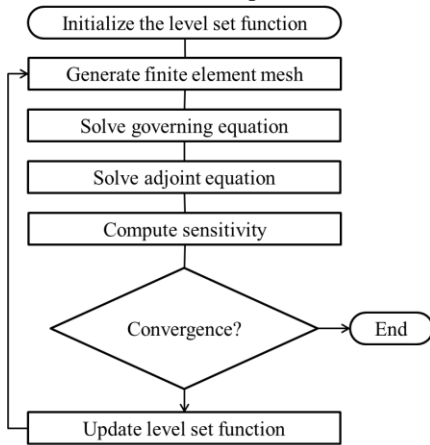 Initialize the level set function
Generate finite element mesh
Solve governing equation
Solve adjoint equation
Compute sensitivity
Convergence?
End
Update level set function